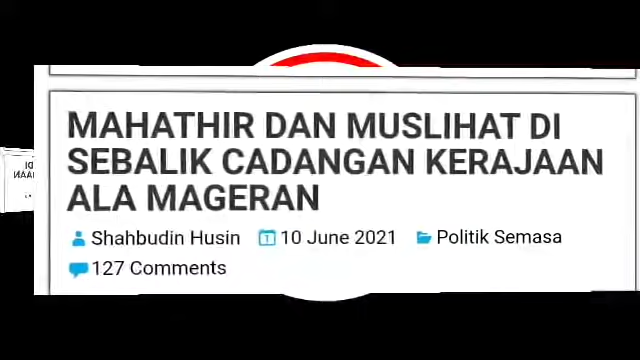 MAHATHIR DAN MUSLIHAT DI
SEBALIK CADANGAN KERAJAAN
ALA MAGERAN
Shahbudin Husin 10 June 2021 Politik Semasa
127 Comments